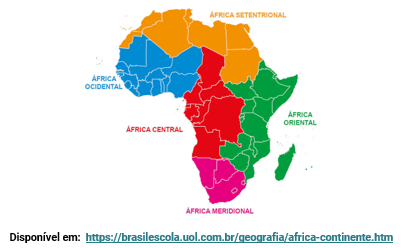 ÁFRICA SETENTRIONAL
ÁFRICA
OCIDENTAL
ÁFRICA
ORIENTAL
ÁFRICA CENTRAL
ÁFRICA MERIDIONAL
Disponível em: https://brasilescola.uol.com.br/geografia/africa-continente.htm